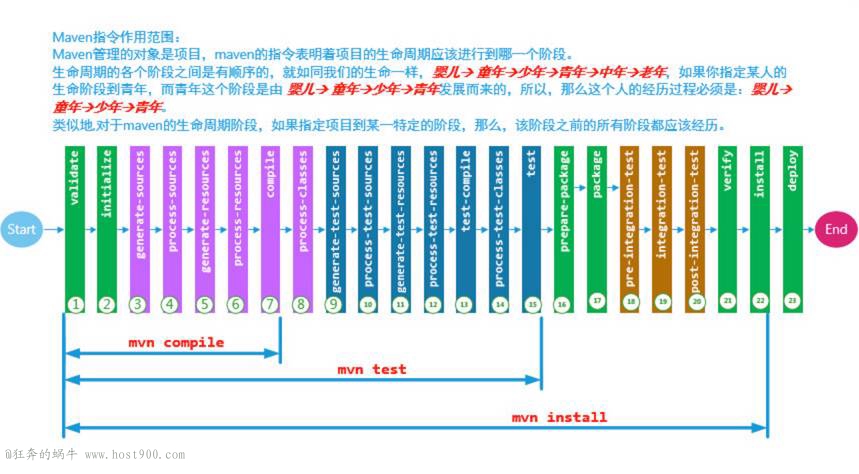 Maven指令作用范围:
Maven管理的对象是项目，maven的指令表明着项目的生命周期应该进行到哪一个阶段。
生命周期的各个阶段之间是有顺序的，就如同我们的生命一样，婴儿→ 童年→少年→青年→中年→老年，如果你指定某人的
生命阶段到青年，而青年这个阶段是由 婴儿→ 童年→少年→青年发展而来的，所以，那么这个人的经历过程必须是：婴儿→
童年→少年→青年。
类似地,对于maven的生命周期阶段，如果指定项目到某一特定的阶段，那么，该阶段之前的所有阶段都应该经历。
Start
validate
1
initialize
2
generate-sources
3
process-sources
4
generate-resources
5
process-resources
6
compile
7
process-classes
8
generate-test-sources
9
process-test-sources
10
generate-test-resources
11
process-test-resources
12
test-compile
13
process-test-classes
14
test
15
prepare-package
16
package
17
pre-integration-test
18
integration-test
19
post-integration-test
20
verify
21
install
22
deploy
23
End
mvn compile
mvn test
mvn install
@狂奔的蜗牛 www.host900.com